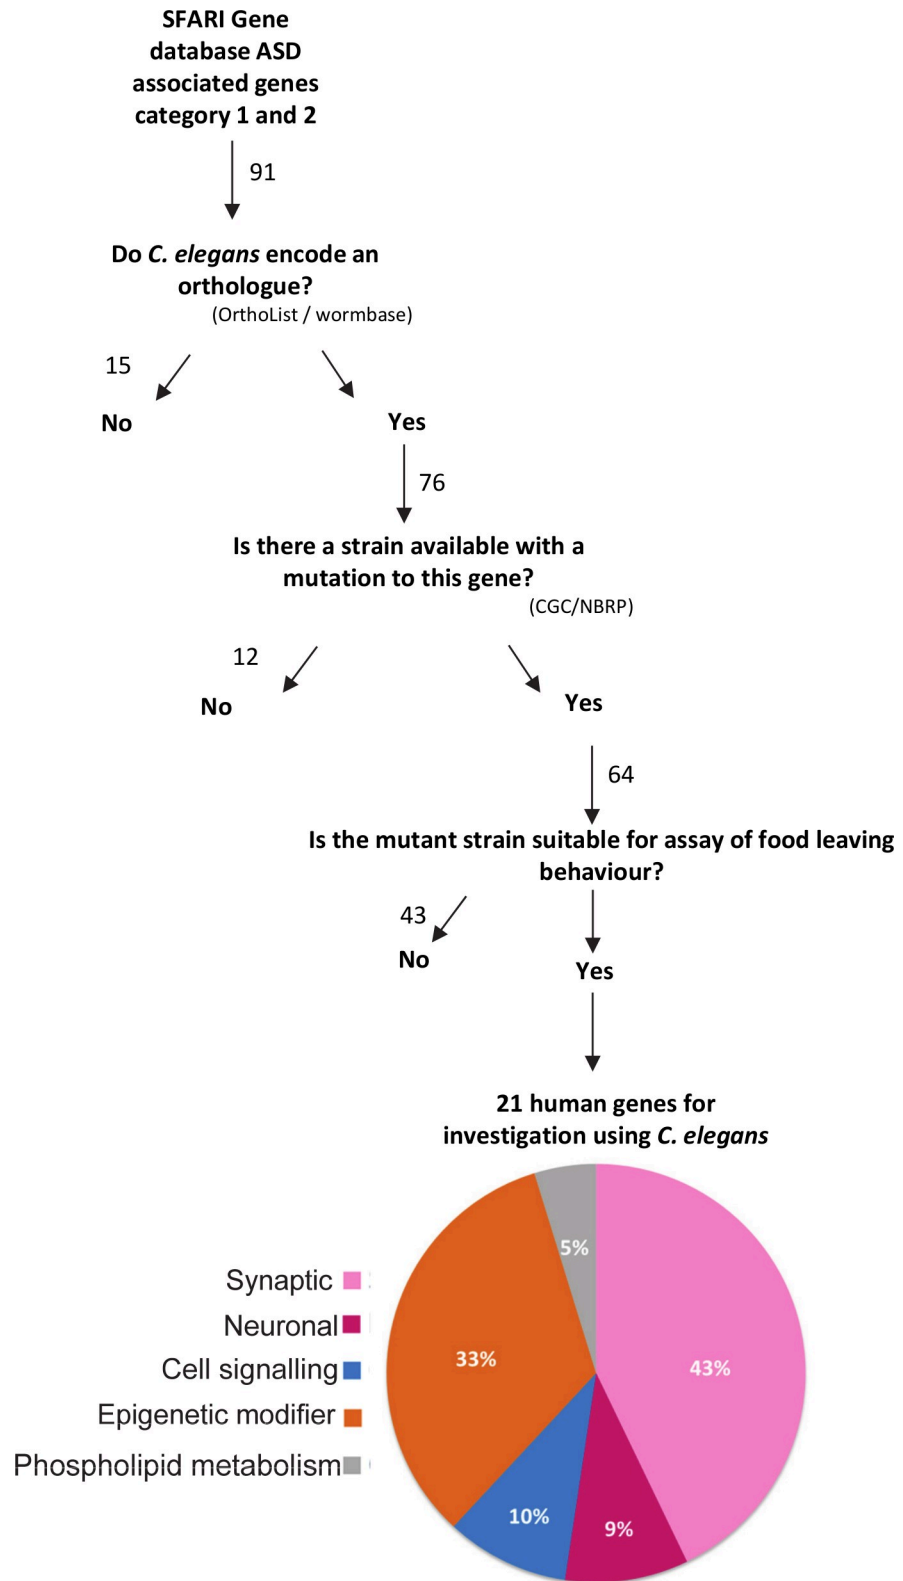 SFARI Gene
database ASD
associated genes
category 1 and 2
91
Do C. elegans encode an
orthologue?
(OrthoList / wormbase)
15
No
Yes
76
Is there a strain available with a
mutation to this gene?
(CGC/NBRP)
12
No
Yes
64
Is the mutant strain suitable for assay of food leaving
behaviour?
43
No
Yes
21 human genes for
investigation using C. elegans
5%
Synaptic
Neuronal
33%
43%
Cell signalling
Epigenetic modifier
Phospholipid metabolism
10%
9%